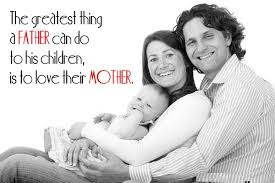 The greatest thing
a FATHER can do
to his children,
is to love their MOTHER.